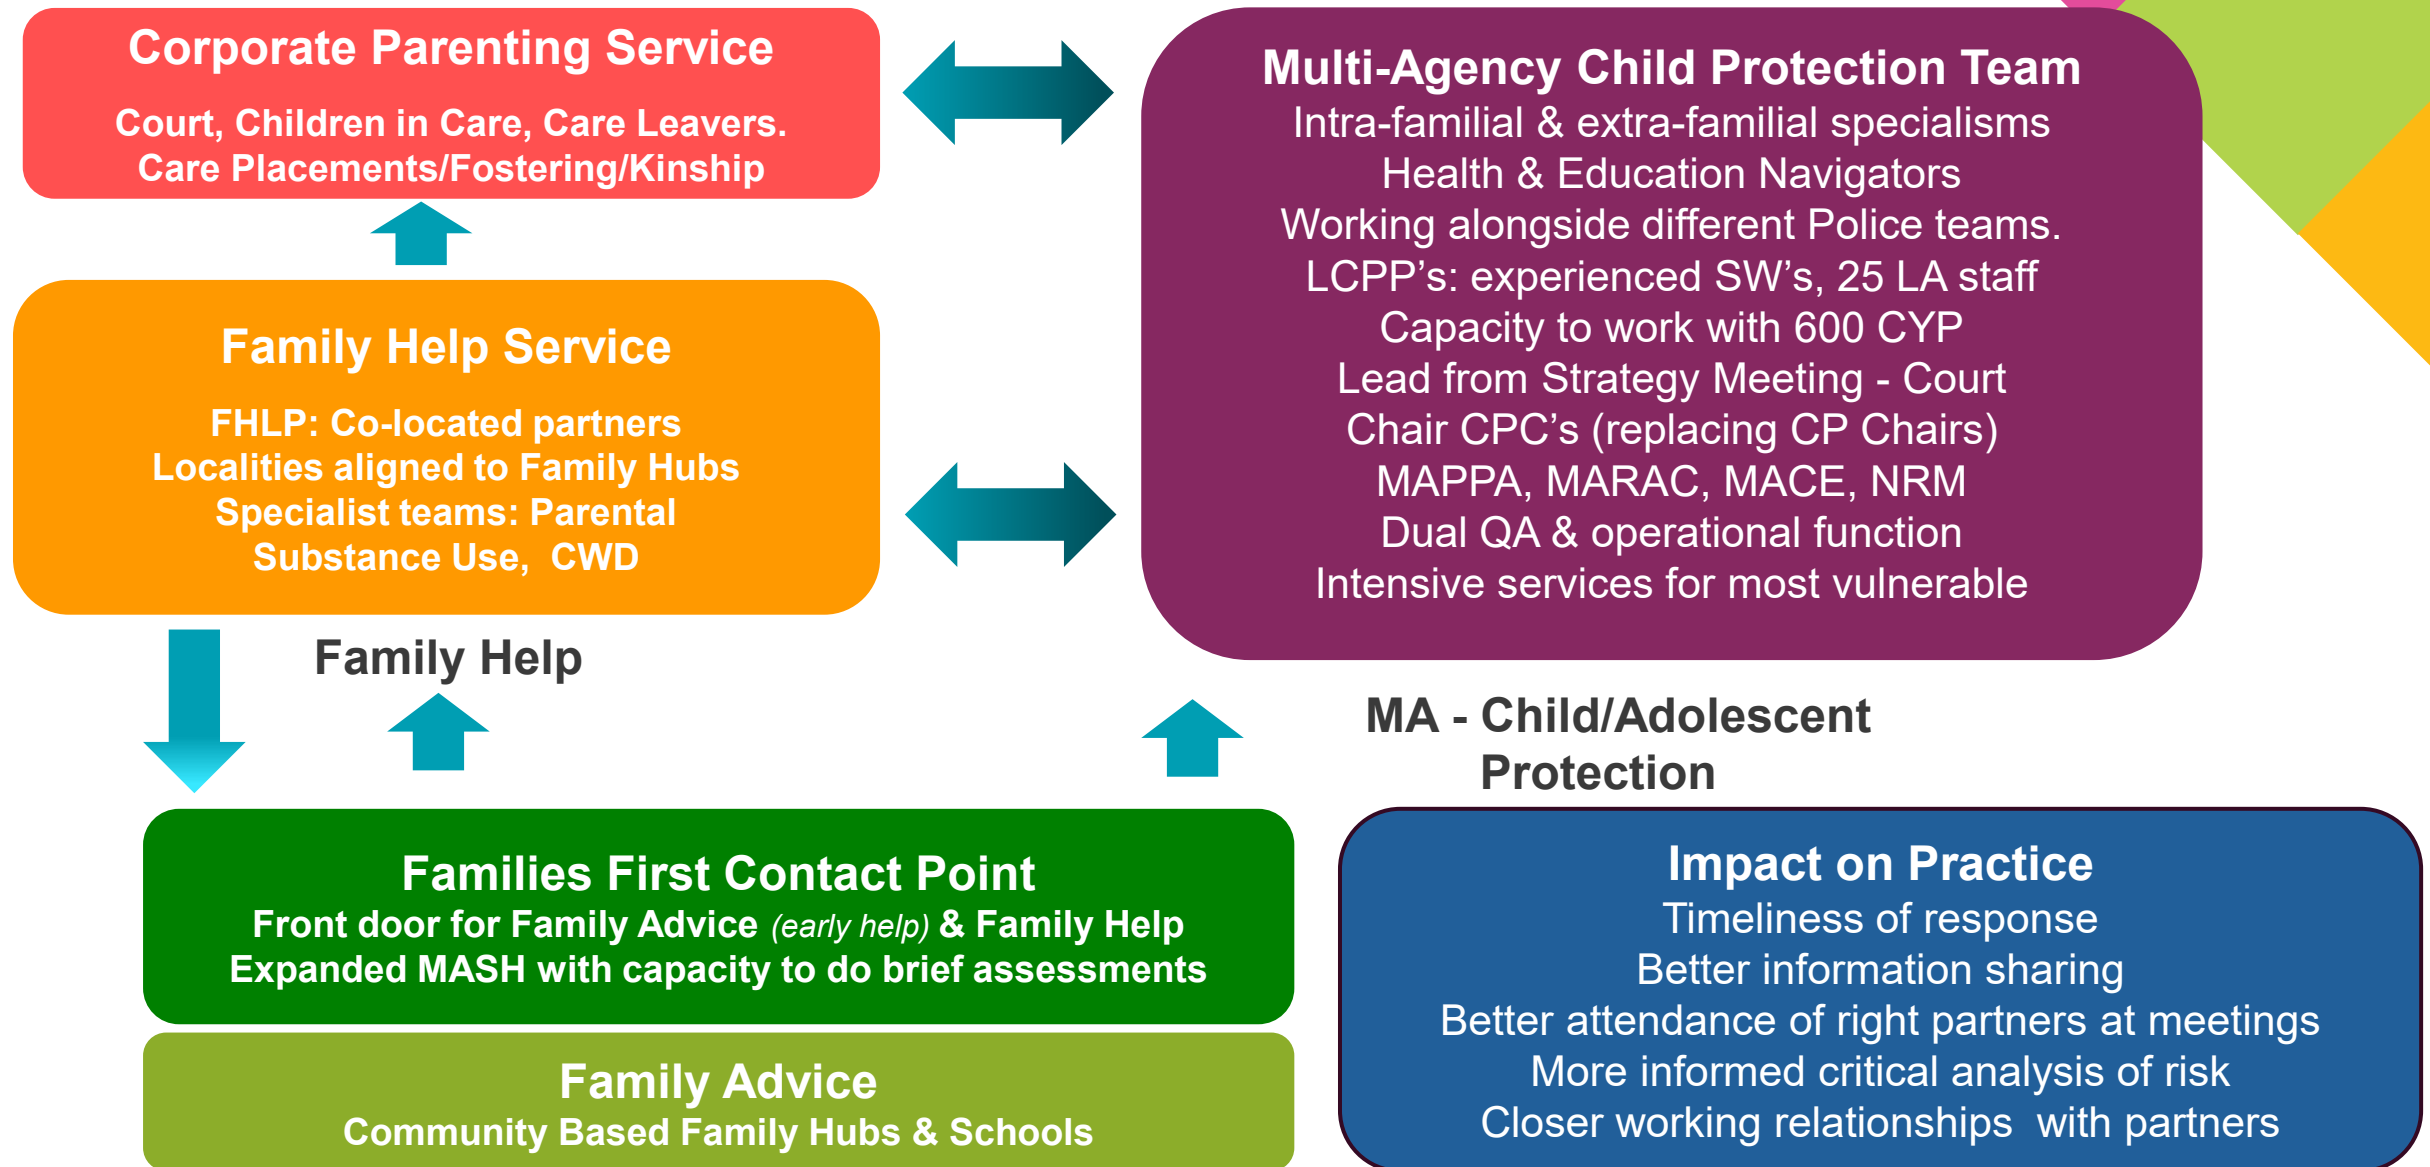 Corporate Parenting Service
Court, Children in Care, Care Leavers.
Care Placements/Fostering/Kinship
Family Help Service
FHLP: Co-located partners
Localities aligned to Family Hubs
Specialist teams: Parental
Substance Use, CWD
Multi-Agency Child Protection Team
Intra-familial & extra-familial specialisms
Health & Education Navigators
Working alongside different Police teams.
LCPP’s: experienced SW’s, 25 LA staff
Capacity to work with 600 CYP
Lead from Strategy Meeting - Court
Chair CPC’s (replacing CP Chairs)
MAPPA, MARAC, MACE, NRM
Dual QA & operational function
Intensive services for most vulnerable
Family Help
MA - Child/Adolescent
Protection
Families First Contact Point
Front door for Family Advice (early help) & Family Help
Expanded MASH with capacity to do brief assessments
Family Advice
Community Based Family Hubs & Schools
Impact on Practice
Timeliness of response
Better information sharing
Better attendance of right partners at meetings
More informed critical analysis of risk
Closer working relationships with partners